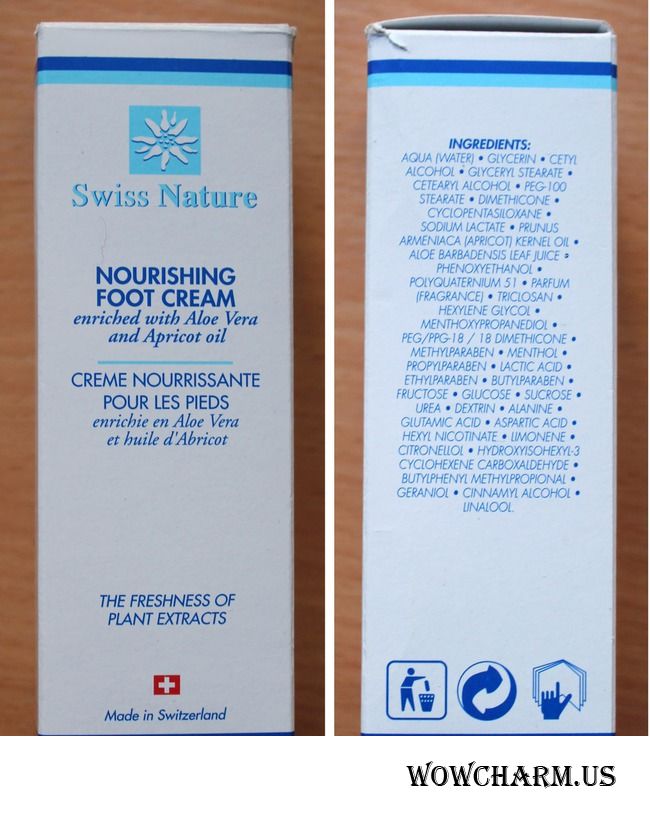 Swiss Nature
NOURISHING
FOOT CREAM
enriched with Aloe Vera
and Apricot oil
CREME NOURRISSANTE
POUR LES PIEDS
enrichie en Aloe Vera
et huile d'Abricot
THE FRESHNESS OF
PLANT EXTRACTS
Made in Switzerland
INGREDIENTS:
AQUA (WATER) • GLYCERIN • CETYL
ALCOHOL • GLYCERYL STEARATE •
CETEARYL ALCOHOL • PEG-100
STEARATE • DIMETHICONE •
CYCLOPENTASILOXANE •
SODIUM LACTATE • PRUNUS
ARMENIACA (APRICOT) KERNEL OIL •
ALOE BARBADENSIS LEAF JUICE •
PHENOXYETHANOL •
POLYQUATERNIUM 51 • PARFUM
(FRAGRANCE) • TRICLOSAN •
HEXYLENE GLYCOL •
MENTHOXYPROPANEDIOL •
PEG/PPG-18 / 18 DIMETHICONE •
METHYLPARABEN • MENTHOL •
PROPYLPARABEN • LACTIC ACID •
ETHYLPARABEN • BUTYLPARABEN •
FRUCTOSE • GLUCOSE • SUCROSE •
UREA • DEXTRIN • ALANINE •
GLUTAMIC ACID • ASPARTIC ACID •
HEXYL NICOTINATE • LIMONENE •
CITRONELLOL • HYDROXYISOHEXYL-3
CYCLOHEXENE CARBOXALDEHYDE •
BUTYLPHENYL METHYLPROPIONAL •
GERANIOL • CINNAMYL ALCOHOL •
LINALOOL.
WOWCHARM.US